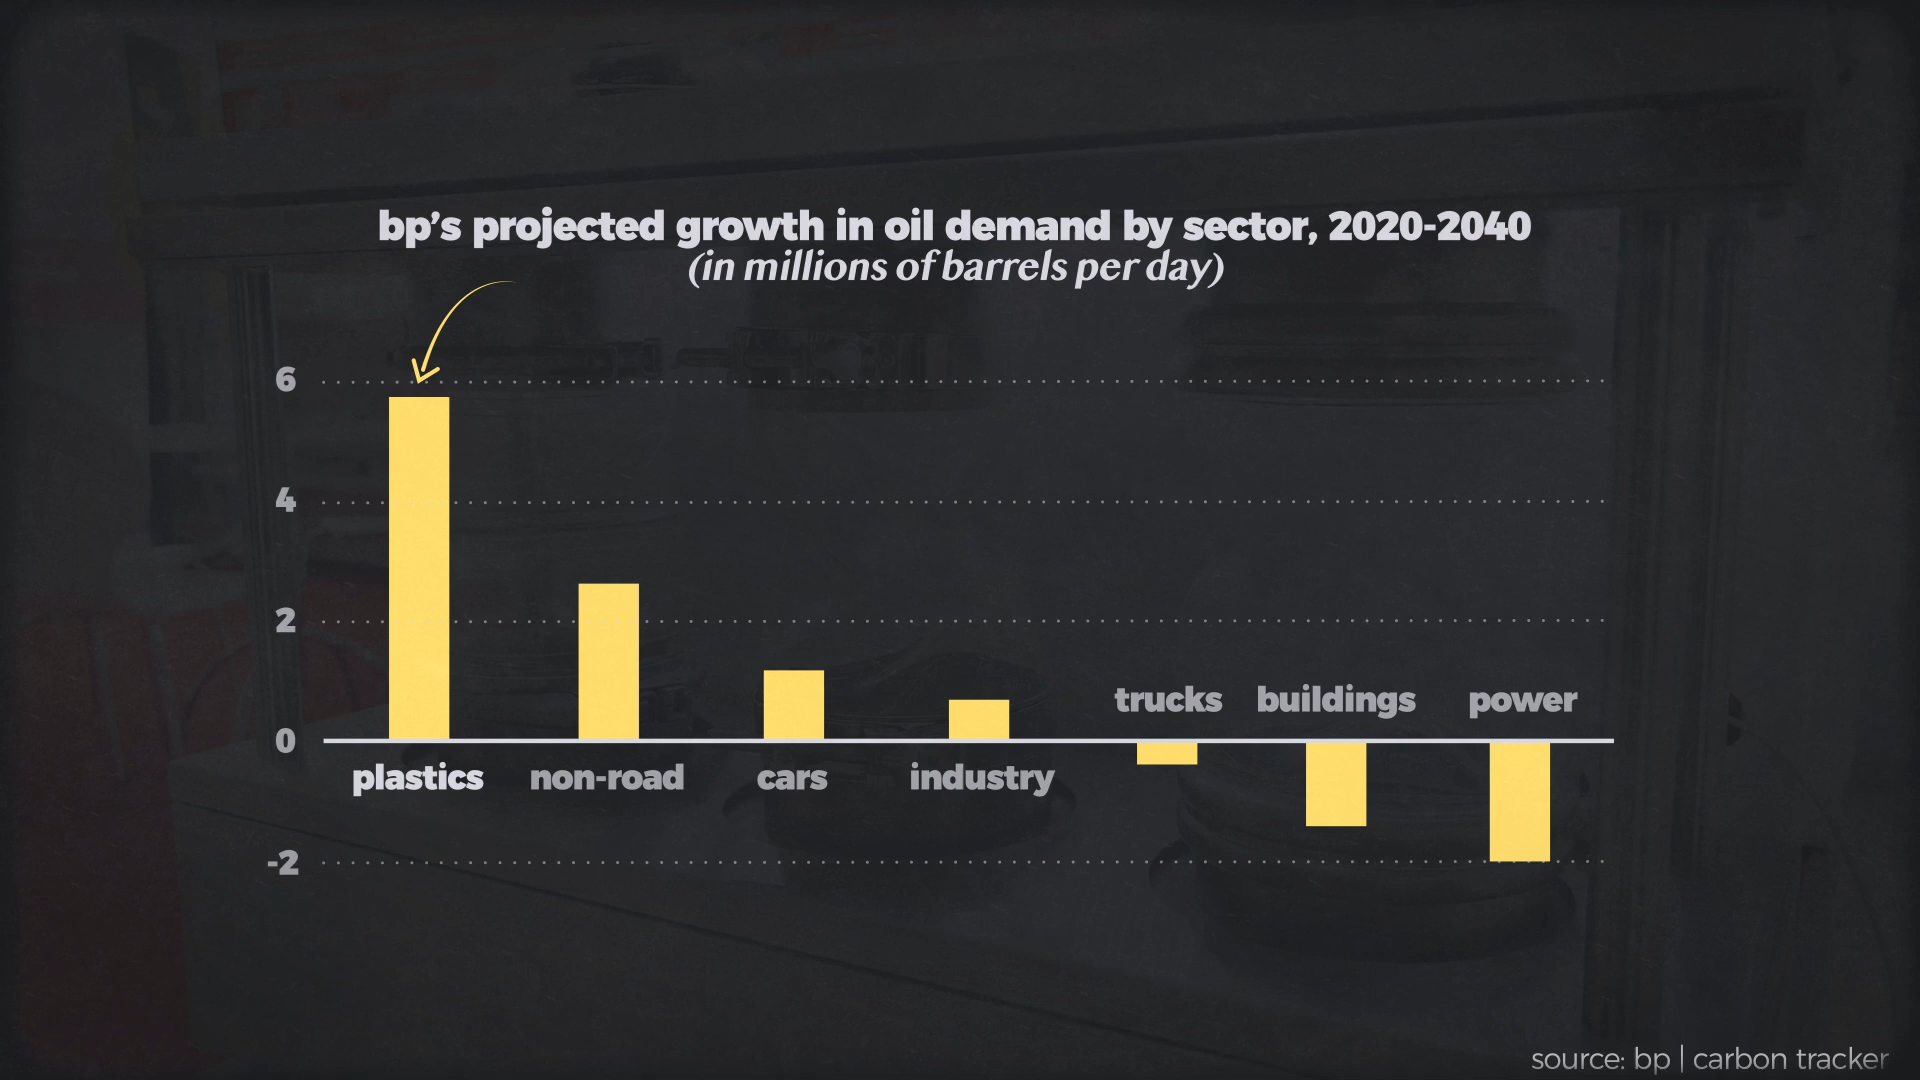 bp’s projected growth in oil demand by sector, 2020-2040
(in millions of barrels per day)
6
4
2
trucks buildings power
0
plastics non-road cars industry
-2
source: bp | carbon tracker